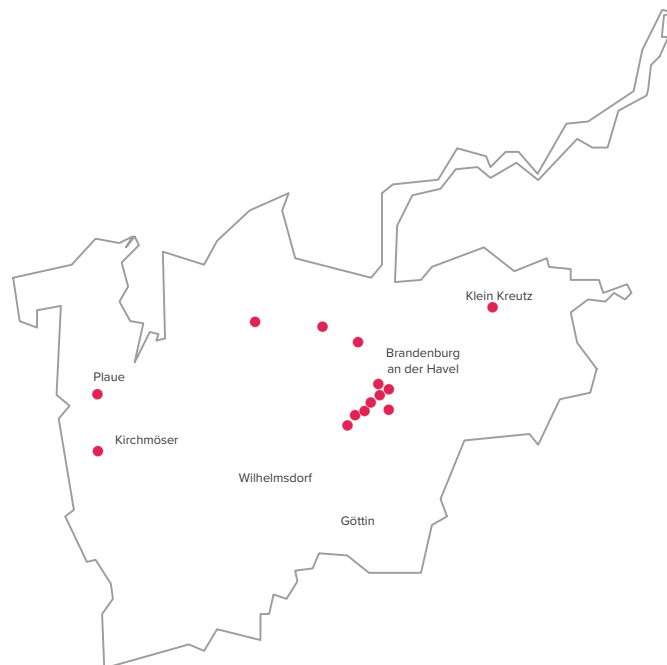 Klein Kreutz
Brandenburg
an der Havel
Plaue
Kirchmöser
Wilhelmsdorf
Göttin